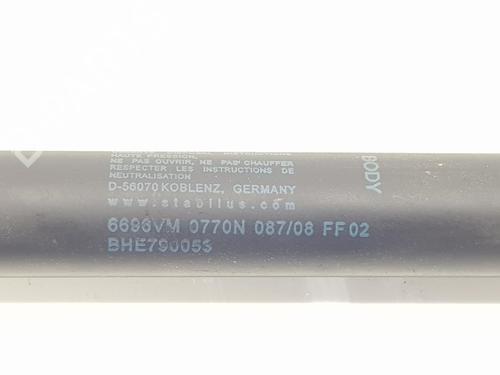 HAUTE PRESSION,
NE PAS OUVRIR, NE PAS CHAUFFER
RESPECTER LES INSTRUCTIONS DE
NEUTRALISATION
D-56070 KOBLENZ, GERMANY
www.stabilus.com
6696VM 0770N 087/08 FF02
BHE790053
BODY